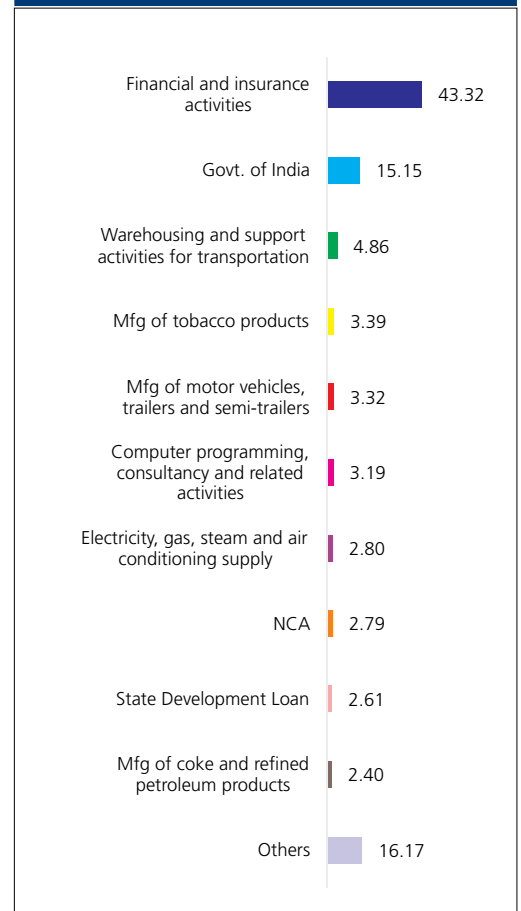 Financial and insurance
activities
43.32
Govt. of India
15.15
Warehousing and support
activities for transportation
4.86
Mfg of tobacco products
3.39
Mfg of motor vehicles,
trailers and semi-trailers
3.32
Computer programming,
consultancy and related
activities
3.19
Electricity, gas, steam and air
conditioning supply
2.80
NCA
2.79
State Development Loan
2.61
Mfg of coke and refined
petroleum products
2.40
Others
16.17